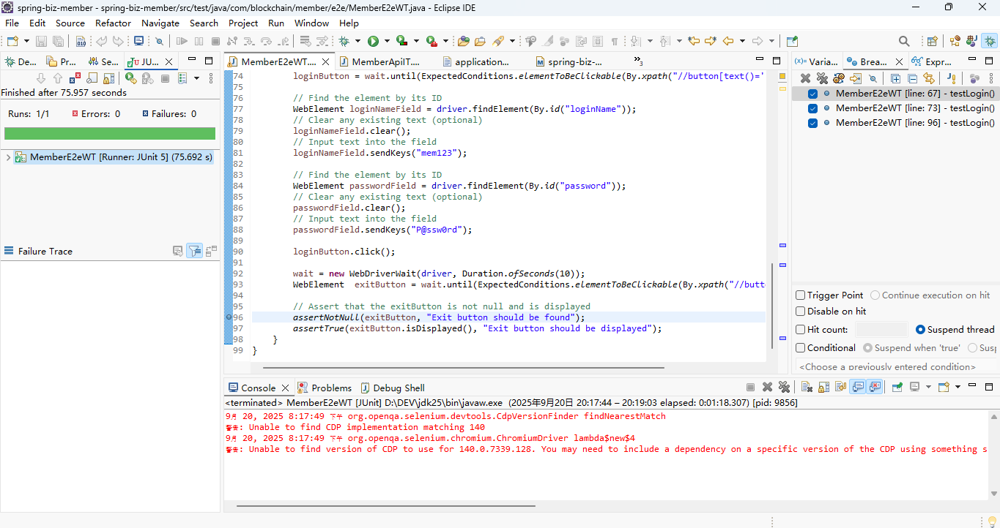 spring-biz-member - spring-biz-member/src/test/java/com/blockchain/member/e2e/MemberE2eWT.java - Eclipse IDE
File Edit Source Refactor Navigate Search Project Run Window Help
De... Pr... Se... JU...
Finished after 75.957 seconds
Runs: 1/1 Errors: 0 Failures: 0
MemberE2eWT [Runner: JUnit 5] (75.692 s)
Failure Trace
MemberE2eWT.... MemberApiIT.... application... spring-biz-... »3
74 loginButton = wait.until(ExpectedConditions.elementToBeClickable(By.xpath("//button[text()='
75
76 // Find the element by its ID
77 WebElement loginNameField = driver.findElement(By.id("loginName"));
78 // Clear any existing text (optional)
79 loginNameField.clear();
80 // Input text into the field
81 loginNameField.sendKeys("mem123");
82
83 // Find the element by its ID
84 WebElement passwordField = driver.findElement(By.id("password"));
85 // Clear any existing text (optional)
86 passwordField.clear();
87 // Input text into the field
88 passwordField.sendKeys("P@ssw0rd");
89
90 loginButton.click();
91
92 wait = new WebDriverWait(driver, Duration.ofSeconds(10));
93 WebElement  exitButton = wait.until(ExpectedConditions.elementToBeClickable(By.xpath("//butt
94
95 // Assert that the exitButton is not null and is displayed
96 assertNotNull(exitButton, "Exit button should be found");
97 assertTrue(exitButton.isDisplayed(), "Exit button should be displayed");
98 }
99 }
(x)= Varia... Brea... Expr...
MemberE2eWT [line: 67] - testLogin()
MemberE2eWT [line: 73] - testLogin()
MemberE2eWT [line: 96] - testLogin()
Trigger Point Continue execution on hit
Disable on hit
Hit count: Suspend thread
Conditional Suspend when 'true' Susp
<Choose a previously entered condition>
Console Problems Debug Shell
<terminated> MemberE2eWT [JUnit] D:\DEV\jdk25\bin\javaw.exe (2025年9月20日 20:17:44 – 20:19:03 elapsed: 0:01:18.307) [pid: 9856]
9月 20, 2025 8:17:49 下午 org.openqa.selenium.devtools.CdpVersionFinder findNearestMatch
警告: Unable to find CDP implementation matching 140
9月 20, 2025 8:17:49 下午 org.openqa.selenium.chromium.ChromiumDriver lambda$new$4
警告: Unable to find version of CDP to use for 140.0.7339.128. You may need to include a dependency on a specific version of the CDP using something s